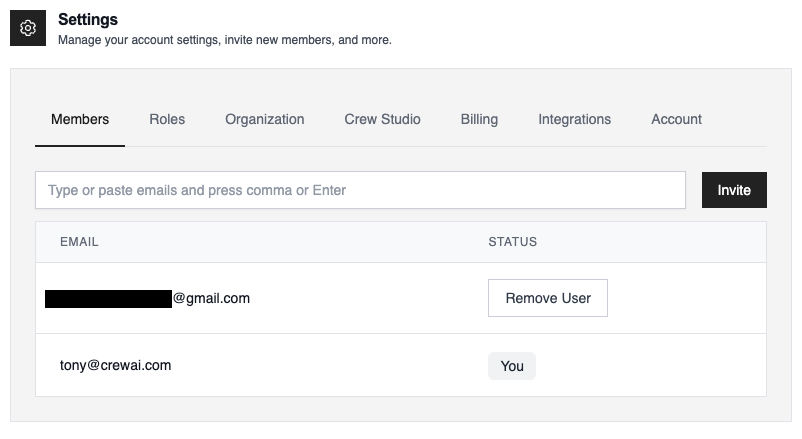 Settings
Manage your account settings, invite new members, and more.
Members Roles Organization Crew Studio Billing Integrations Account
Type or paste emails and press comma or Enter Invite
EMAIL STATUS
@gmail.com Remove User
tony@crewai.com You